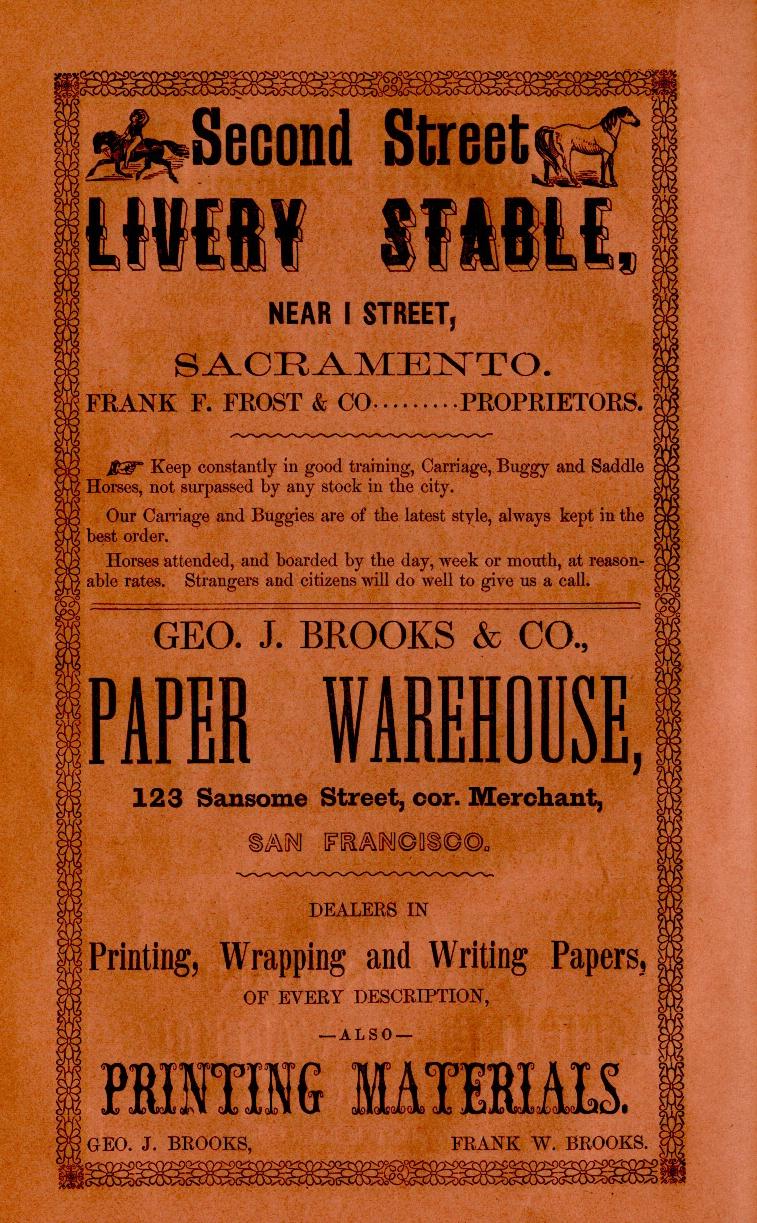 Second Street
LIVERY STABLE,
NEAR I STREET,
SACRAMENTO.
FRANK F. FROST & CO.........PROPRIETORS.
☞ Keep constantly in good training, Carriage, Buggy and Saddle
Horses, not surpassed by any stock in the city.
Our Carriage and Buggies are of the latest style, always kept in the
best order.
Horses attended, and boarded by the day, week or mouth, at reason-
able rates. Strangers and citizens will do well to give us a call.
GEO. J. BROOKS & CO.,
PAPER WAREHOUSE,
123 Sansome Street, cor. Merchant,
SAN FRANCISCO.
DEALERS IN
Printing, Wrapping and Writing Papers,
OF EVERY DESCRIPTION,
—ALSO—
PRINTING MATERIALS.
GEO. J. BROOKS, FRANK W. BROOKS.